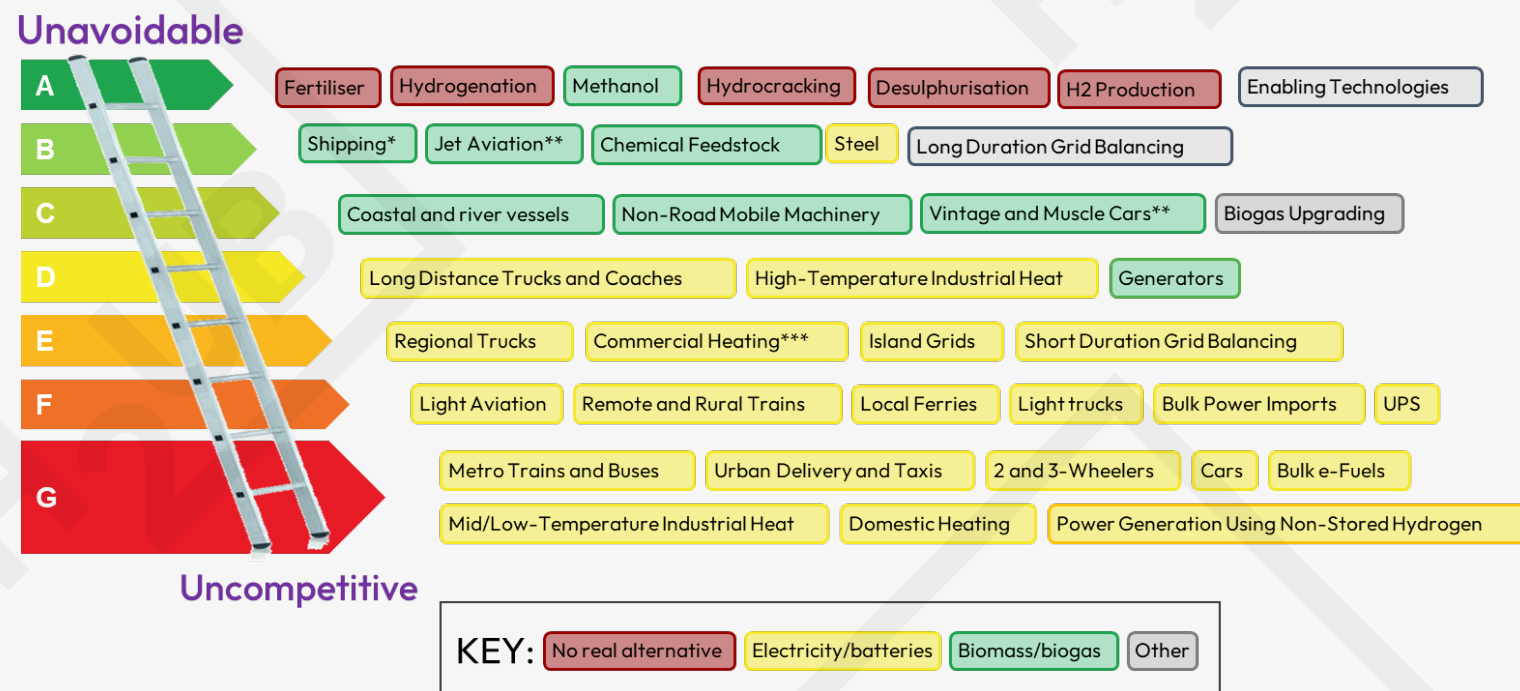 Unavoidable
A Fertiliser Hydrogenation Methanol Hydrocracking Desulphurisation H2 Production Enabling Technologies
B Shipping* Jet Aviation** Chemical Feedstock Steel Long Duration Grid Balancing
C Coastal and river vessels Non-Road Mobile Machinery Vintage and Muscle Cars** Biogas Upgrading
D Long Distance Trucks and Coaches High-Temperature Industrial Heat Generators
E Regional Trucks Commercial Heating*** Island Grids Short Duration Grid Balancing
F Light Aviation Remote and Rural Trains Local Ferries Light trucks Bulk Power Imports UPS
G Metro Trains and Buses Urban Delivery and Taxis 2 and 3-Wheelers Cars Bulk e-Fuels
Mid/Low-Temperature Industrial Heat Domestic Heating Power Generation Using Non-Stored Hydrogen
Uncompetitive
KEY: No real alternative Electricity/batteries Biomass/biogas Other